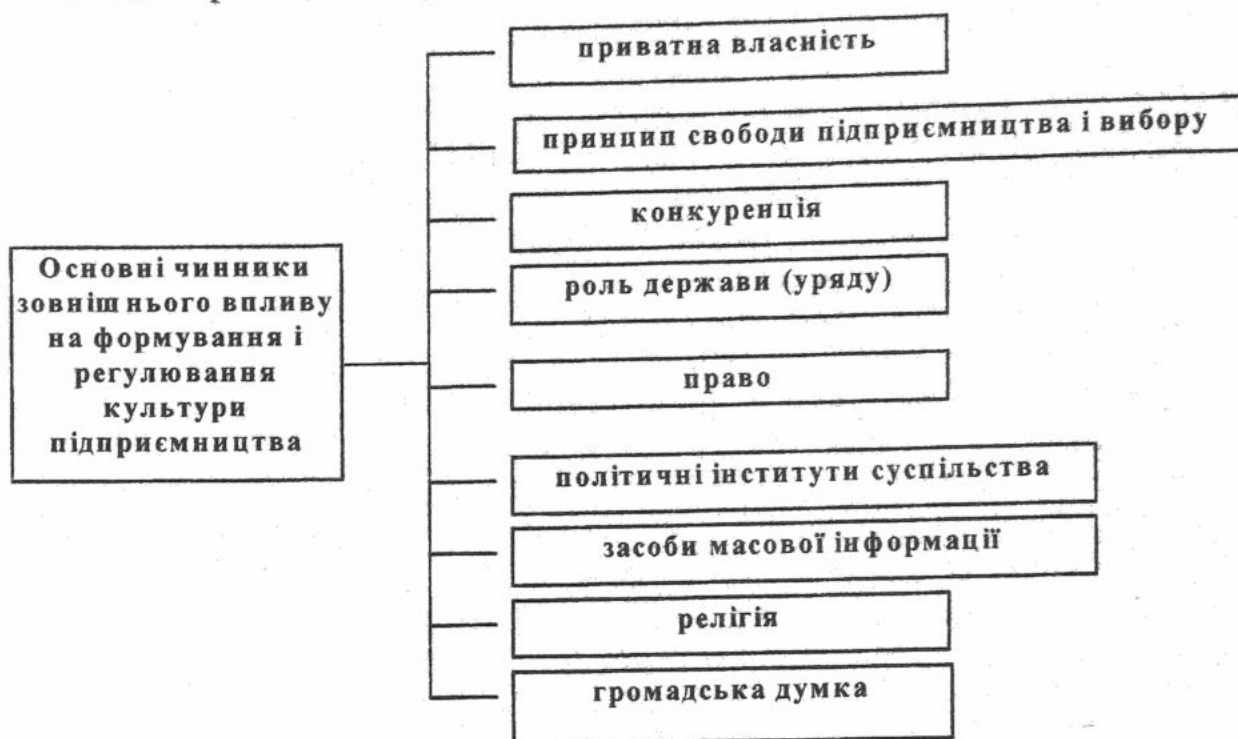 приватна власність
принцип свободи підприємництва і вибору
конкуренція
Основні чинники
зовнішнього впливу
на формування і
регулювання
культури
підприємництва
роль держави (уряду)
право
політичні інститути суспільства
засоби масової інформації
релігія
громадська думка